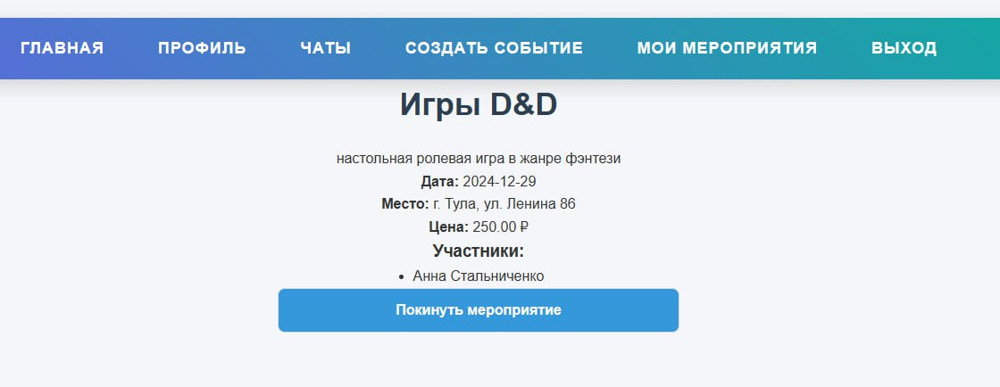 ГЛАВНАЯ ПРОФИЛЬ ЧАТЫ СОЗДАТЬ СОБЫТИЕ МОИ МЕРОПРИЯТИЯ ВЫХОД
Игры D&D
настольная ролевая игра в жанре фэнтези
Дата: 2024-12-29
Место: г. Тула, ул. Ленина 86
Цена: 250.00 ₽
Участники:
• Анна Стальниченко
Покинуть мероприятие